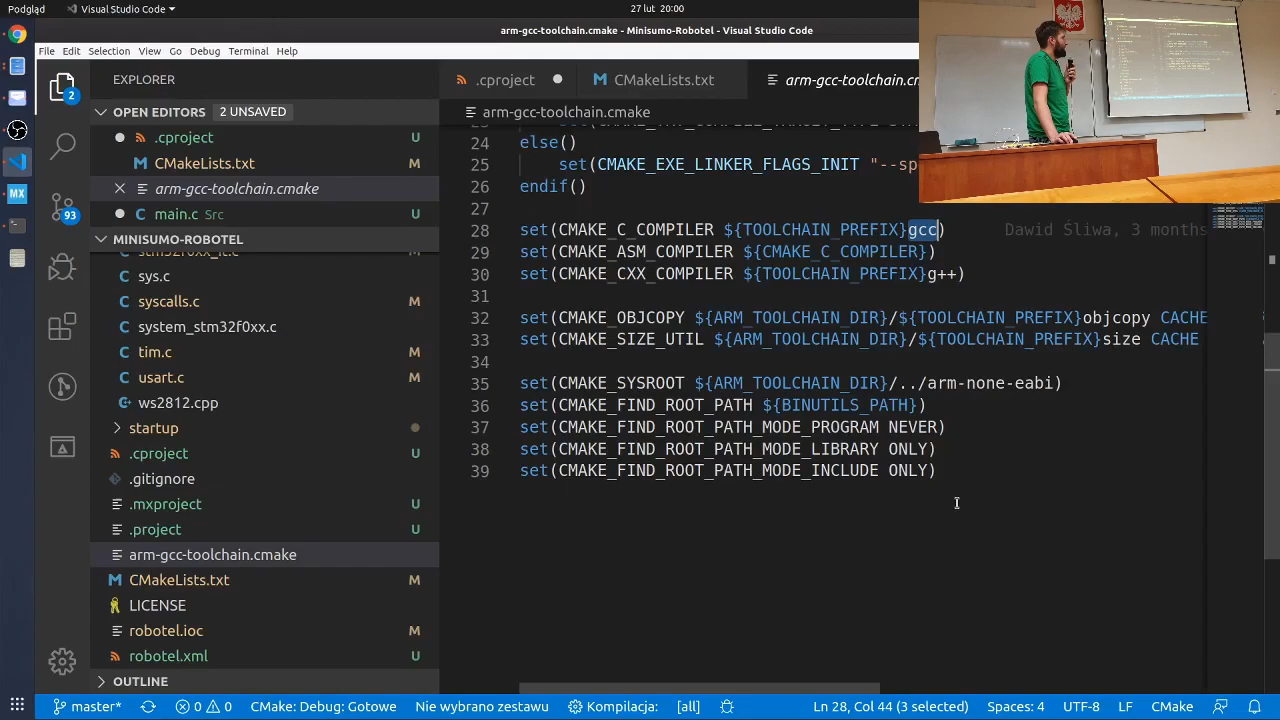 Podgląd
Visual Studio Code
27 lut 20:00
arm-gcc-toolchain.cmake - Minisumo-Robotel - Visual Studio Code
File Edit Selection View Go Debug Terminal Help
EXPLORER
OPEN EDITORS 2 UNSAVED
.cproject U
CMakeLists.txt M
arm-gcc-toolchain.cmake
main.c Src U
MINISUMO-ROBOTEL
stm32f0xx_it.c M
sys.c
syscalls.c M
system_stm32f0xx.c
tim.c M
usart.c M
ws2812.cpp
startup
.cproject U
.gitignore
.mxproject U
.project U
arm-gcc-toolchain.cmake
CMakeLists.txt M
LICENSE
robotel.ioc M
robotel.xml U
OUTLINE
2
93
.cproject
CMakeLists.txt
arm-gcc-toolchain.cma
arm-gcc-toolchain.cmake
24 else()
25 set(CMAKE_EXE_LINKER_FLAGS_INIT "--sp
26 endif()
27
28 set(CMAKE_C_COMPILER ${TOOLCHAIN_PREFIX}gcc) Dawid Śliwa, 3 months
29 set(CMAKE_ASM_COMPILER ${CMAKE_C_COMPILER})
30 set(CMAKE_CXX_COMPILER ${TOOLCHAIN_PREFIX}g++)
31
32 set(CMAKE_OBJCOPY ${ARM_TOOLCHAIN_DIR}/${TOOLCHAIN_PREFIX}objcopy CACHE
33 set(CMAKE_SIZE_UTIL ${ARM_TOOLCHAIN_DIR}/${TOOLCHAIN_PREFIX}size CACHE
34
35 set(CMAKE_SYSROOT ${ARM_TOOLCHAIN_DIR}/../arm-none-eabi)
36 set(CMAKE_FIND_ROOT_PATH ${BINUTILS_PATH})
37 set(CMAKE_FIND_ROOT_PATH_MODE_PROGRAM NEVER)
38 set(CMAKE_FIND_ROOT_PATH_MODE_LIBRARY ONLY)
39 set(CMAKE_FIND_ROOT_PATH_MODE_INCLUDE ONLY)
master* 0 0 CMake: Debug: Gotowe Nie wybrano zestawu Kompilacja: [all] Ln 28, Col 44 (3 selected) Spaces: 4 UTF-8 LF CMake